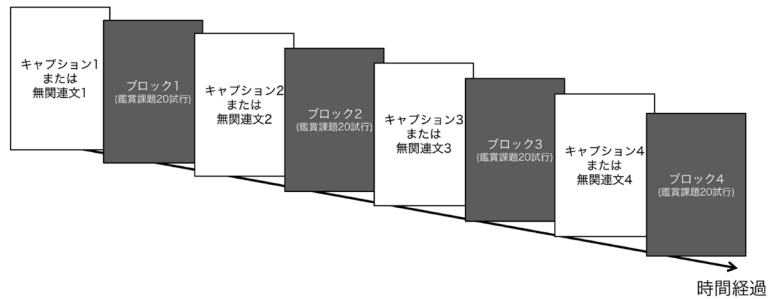 キャプション1
または
無関連文1
ブロック1
(鑑賞課題20試行)
キャプション2
または
無関連文2
ブロック2
(鑑賞課題20試行)
キャプション3
または
無関連文3
ブロック3
(鑑賞課題20試行)
キャプション4
または
無関連文4
ブロック4
(鑑賞課題20試行)
時間経過